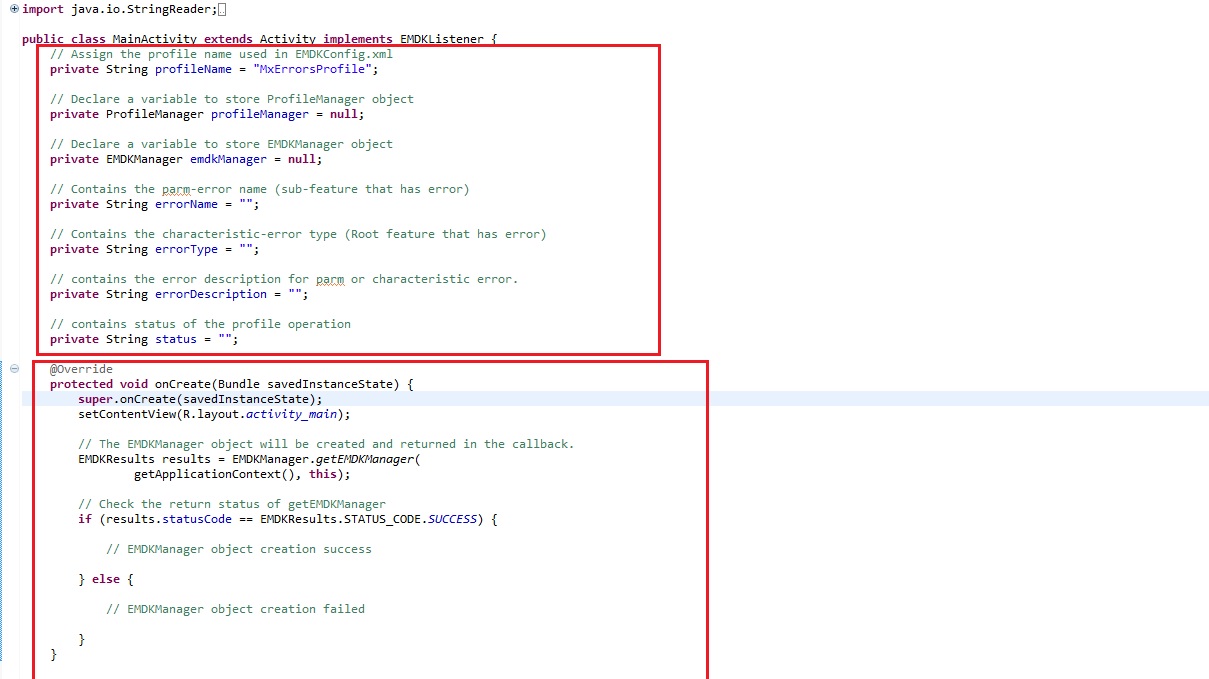 import java.io.StringReader;
public class MainActivity extends Activity implements EMDKListener {
// Assign the profile name used in EMDKConfig.xml
private String profileName = "MxErrorsProfile";
// Declare a variable to store ProfileManager object
private ProfileManager profileManager = null;
// Declare a variable to store EMDKManager object
private EMDKManager emdkManager = null;
// Contains the parm-error name (sub-feature that has error)
private String errorName = "";
// Contains the characteristic-error type (Root feature that has error)
private String errorType = "";
// contains the error description for parm or characteristic error.
private String errorDescription = "";
// contains status of the profile operation
private String status = "";
@Override
protected void onCreate(Bundle savedInstanceState) {
super.onCreate(savedInstanceState);
setContentView(R.layout.activity_main);
// The EMDKManager object will be created and returned in the callback.
EMDKResults results = EMDKManager.getEMDKManager(
getApplicationContext(), this);
// Check the return status of getEMDKManager
if (results.statusCode == EMDKResults.STATUS_CODE.SUCCESS) {
// EMDKManager object creation success
} else {
// EMDKManager object creation failed
}
}